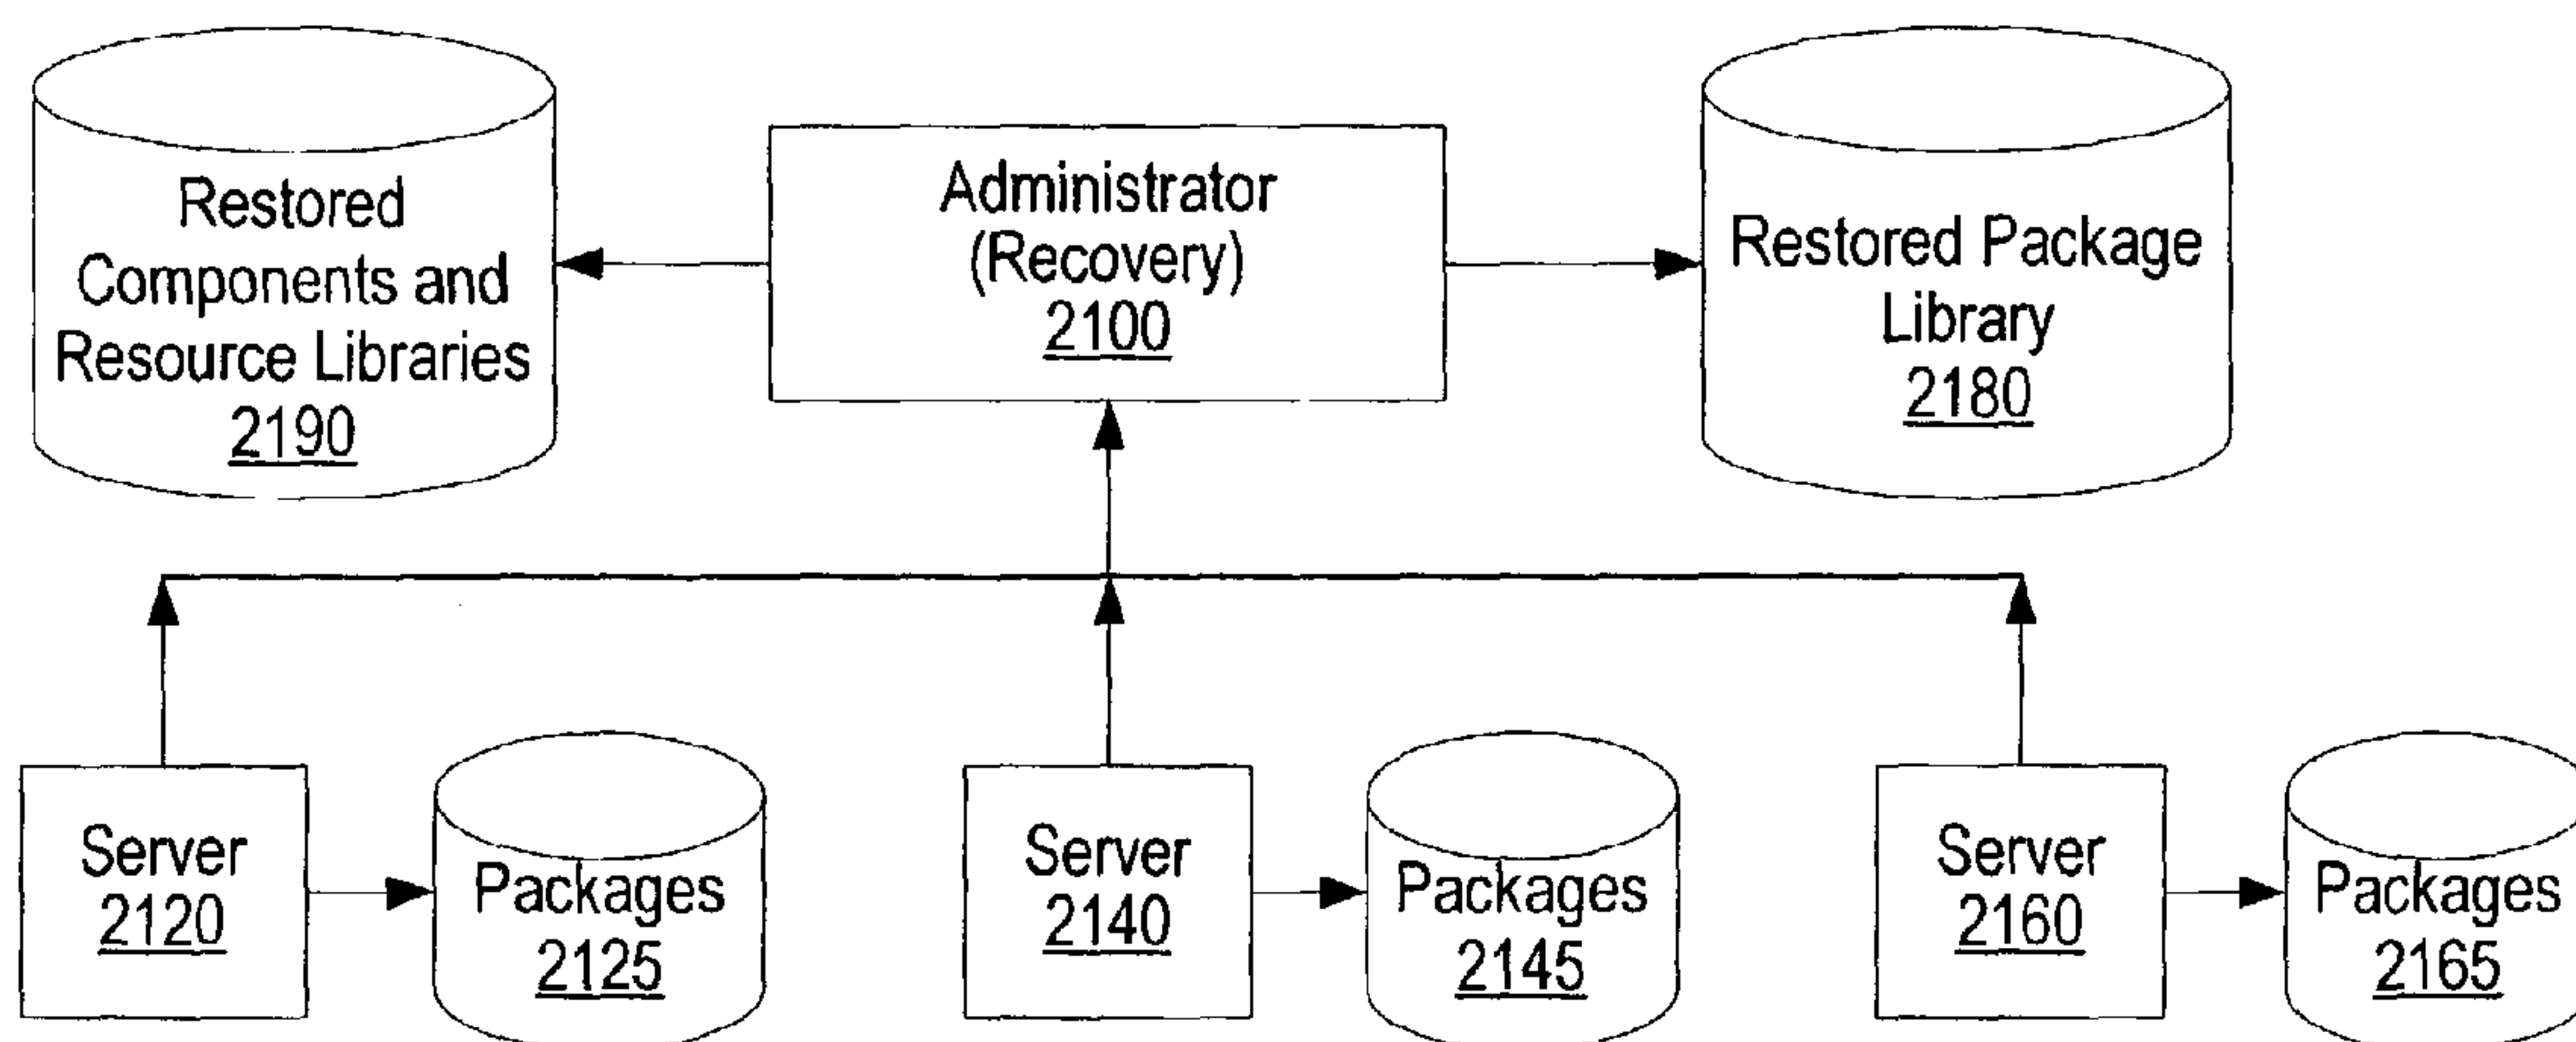 Restored
Components and
Resource Libraries
2190
Administrator
(Recovery)
2100
Restored Package
Library
2180
Server
2120
Packages
2125
Server
2140
Packages
2145
Server
2160
Packages
2165